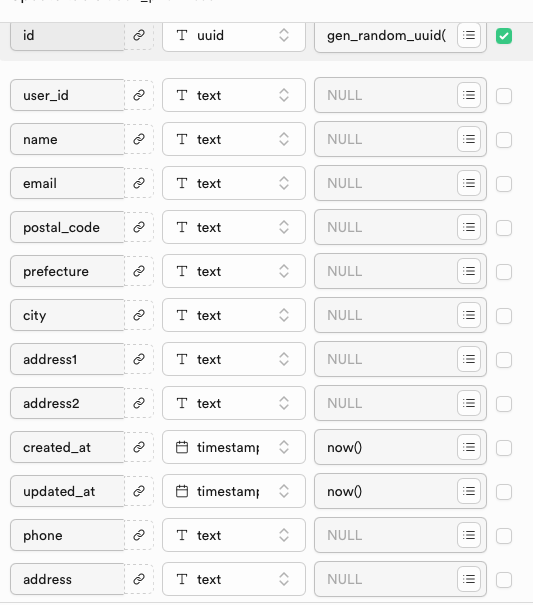 id uuid gen_random_uuid(
user_id text NULL
name text NULL
email text NULL
postal_code text NULL
prefecture text NULL
city text NULL
address1 text NULL
address2 text NULL
created_at timestamp now()
updated_at timestamp now()
phone text NULL
address text NULL